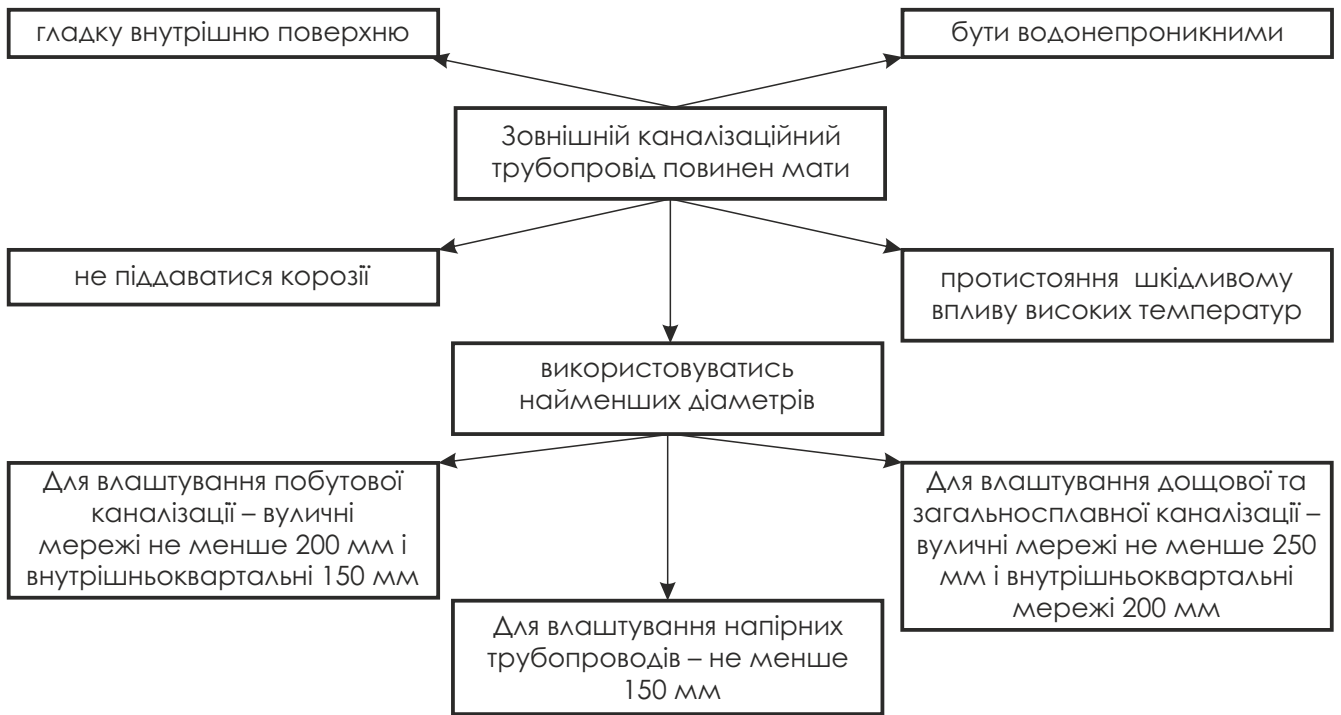 гладку внутрішню поверхню
бути водонепроникними
Зовнішній каналізаційний
трубопровід повинен мати
не піддаватися корозії
протистояння шкідливому
впливу високих температур
використовуватись
найменших діаметрів
Для влаштування побутової
каналізації – вуличні
мережі не менше 200 мм і
внутрішньоквартальні 150 мм
Для влаштування дощової та
загальносплавної каналізації –
вуличні мережі не менше 250
мм і внутрішньоквартальні
мережі 200 мм
Для влаштування напірних
трубопроводів – не менше
150 мм